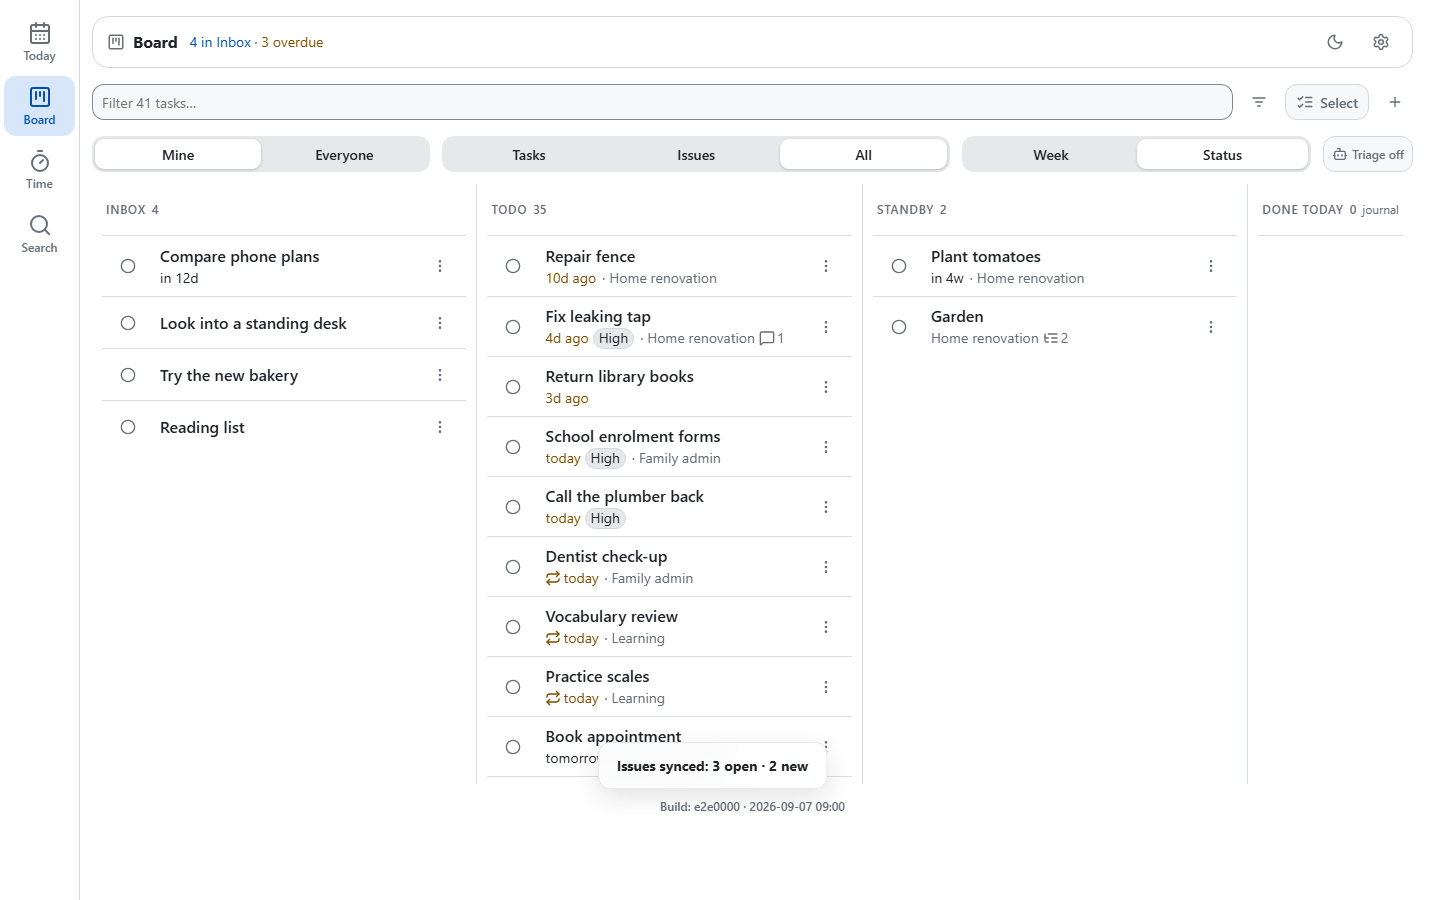 Today
Board
Time
Search
Board 4 in Inbox · 3 overdue
Filter 41 tasks...
Select
Mine Everyone
Tasks Issues All
Week Status
Triage off
INBOX 4
Compare phone plans
in 12d
Look into a standing desk
Try the new bakery
Reading list
TODO 35
Repair fence
10d ago · Home renovation
Fix leaking tap
4d ago High · Home renovation 1
Return library books
3d ago
School enrolment forms
today High · Family admin
Call the plumber back
today High
Dentist check-up
today · Family admin
Vocabulary review
today · Learning
Practice scales
today · Learning
Book appointment
STANDBY 2
Plant tomatoes
in 4w · Home renovation
Garden
Home renovation 2
DONE TODAY 0 journal
Issues synced: 3 open · 2 new
Build: e2e0000 · 2026-09-07 09:00